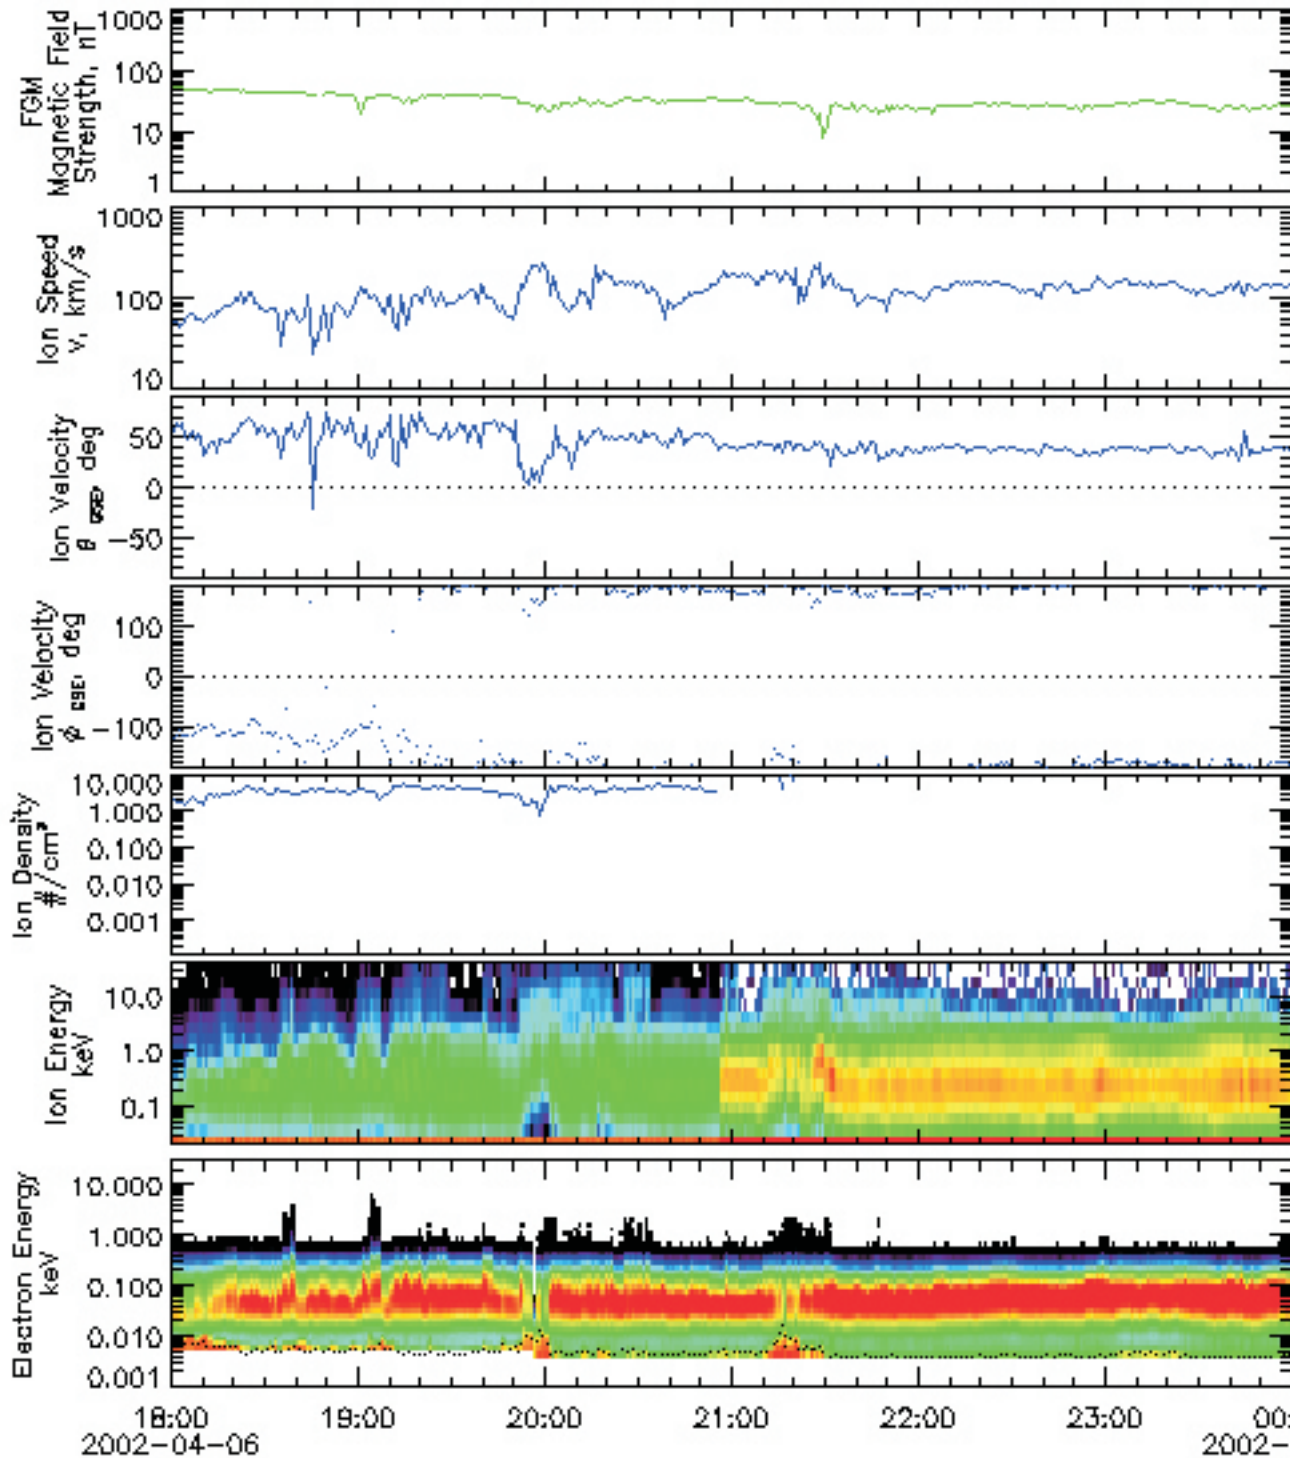 FGM
Magnetic Field
Strength, nT
1000
100
10
1
Ion Speed
v, km/s
1000
100
10
Ion Velocity
θ GSE, deg
50
0
−50
Ion Velocity
ϕ GSE, deg
100
0
−100
Ion Density
#/cm³
10.000
1.000
0.100
0.010
0.001
Ion Energy
keV
10.0
1.0
0.1
Electron Energy
keV
10.000
1.000
0.100
0.010
0.001
18:00 19:00 20:00 21:00 22:00 23:00 00:
2002−04−06 2002−